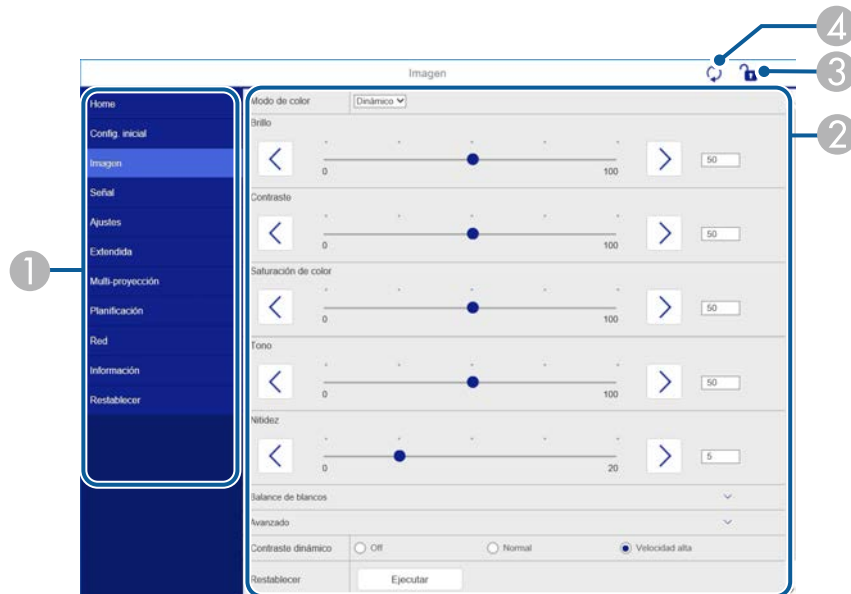 4
Imagen
3
Home
Modo de color Dinámico
2
Config. inicial
Brillo
Imagen
0 100 50
Señal
Contraste
Ajustes
0 100 50
Extendida
Saturación de color
1
Multi-proyección
0 100 50
Planificación
Red
Tono
Información
0 100 50
Restablecer
Nitidez
0 20 5
Balance de blancos
Avanzado
Contraste dinámico Off Normal Velocidad alta
Restablecer Ejecutar